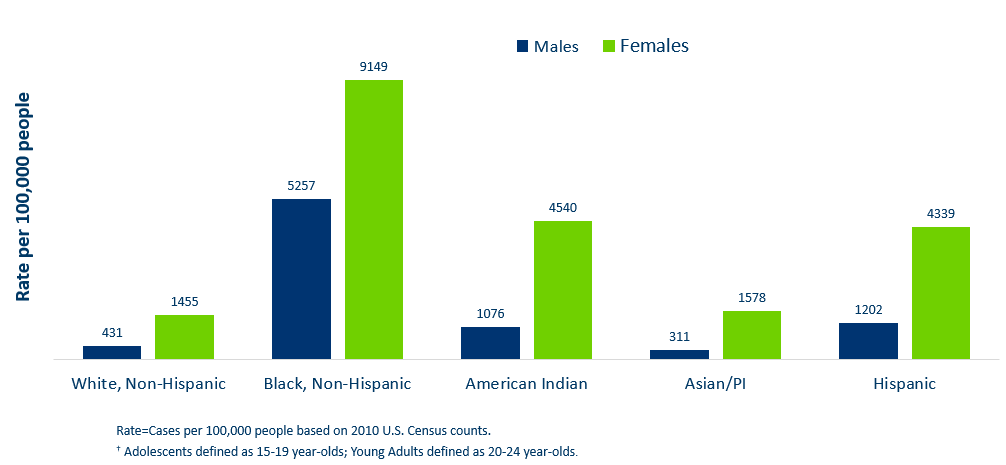 Males Females
Rate per 100,000 people
9149
5257
4540
4339
1455
1578
431
1076
311
1202
White, Non-Hispanic Black, Non-Hispanic American Indian Asian/PI Hispanic
Rate=Cases per 100,000 people based on 2010 U.S. Census counts.
† Adolescents defined as 15-19 year-olds; Young Adults defined as 20-24 year-olds.